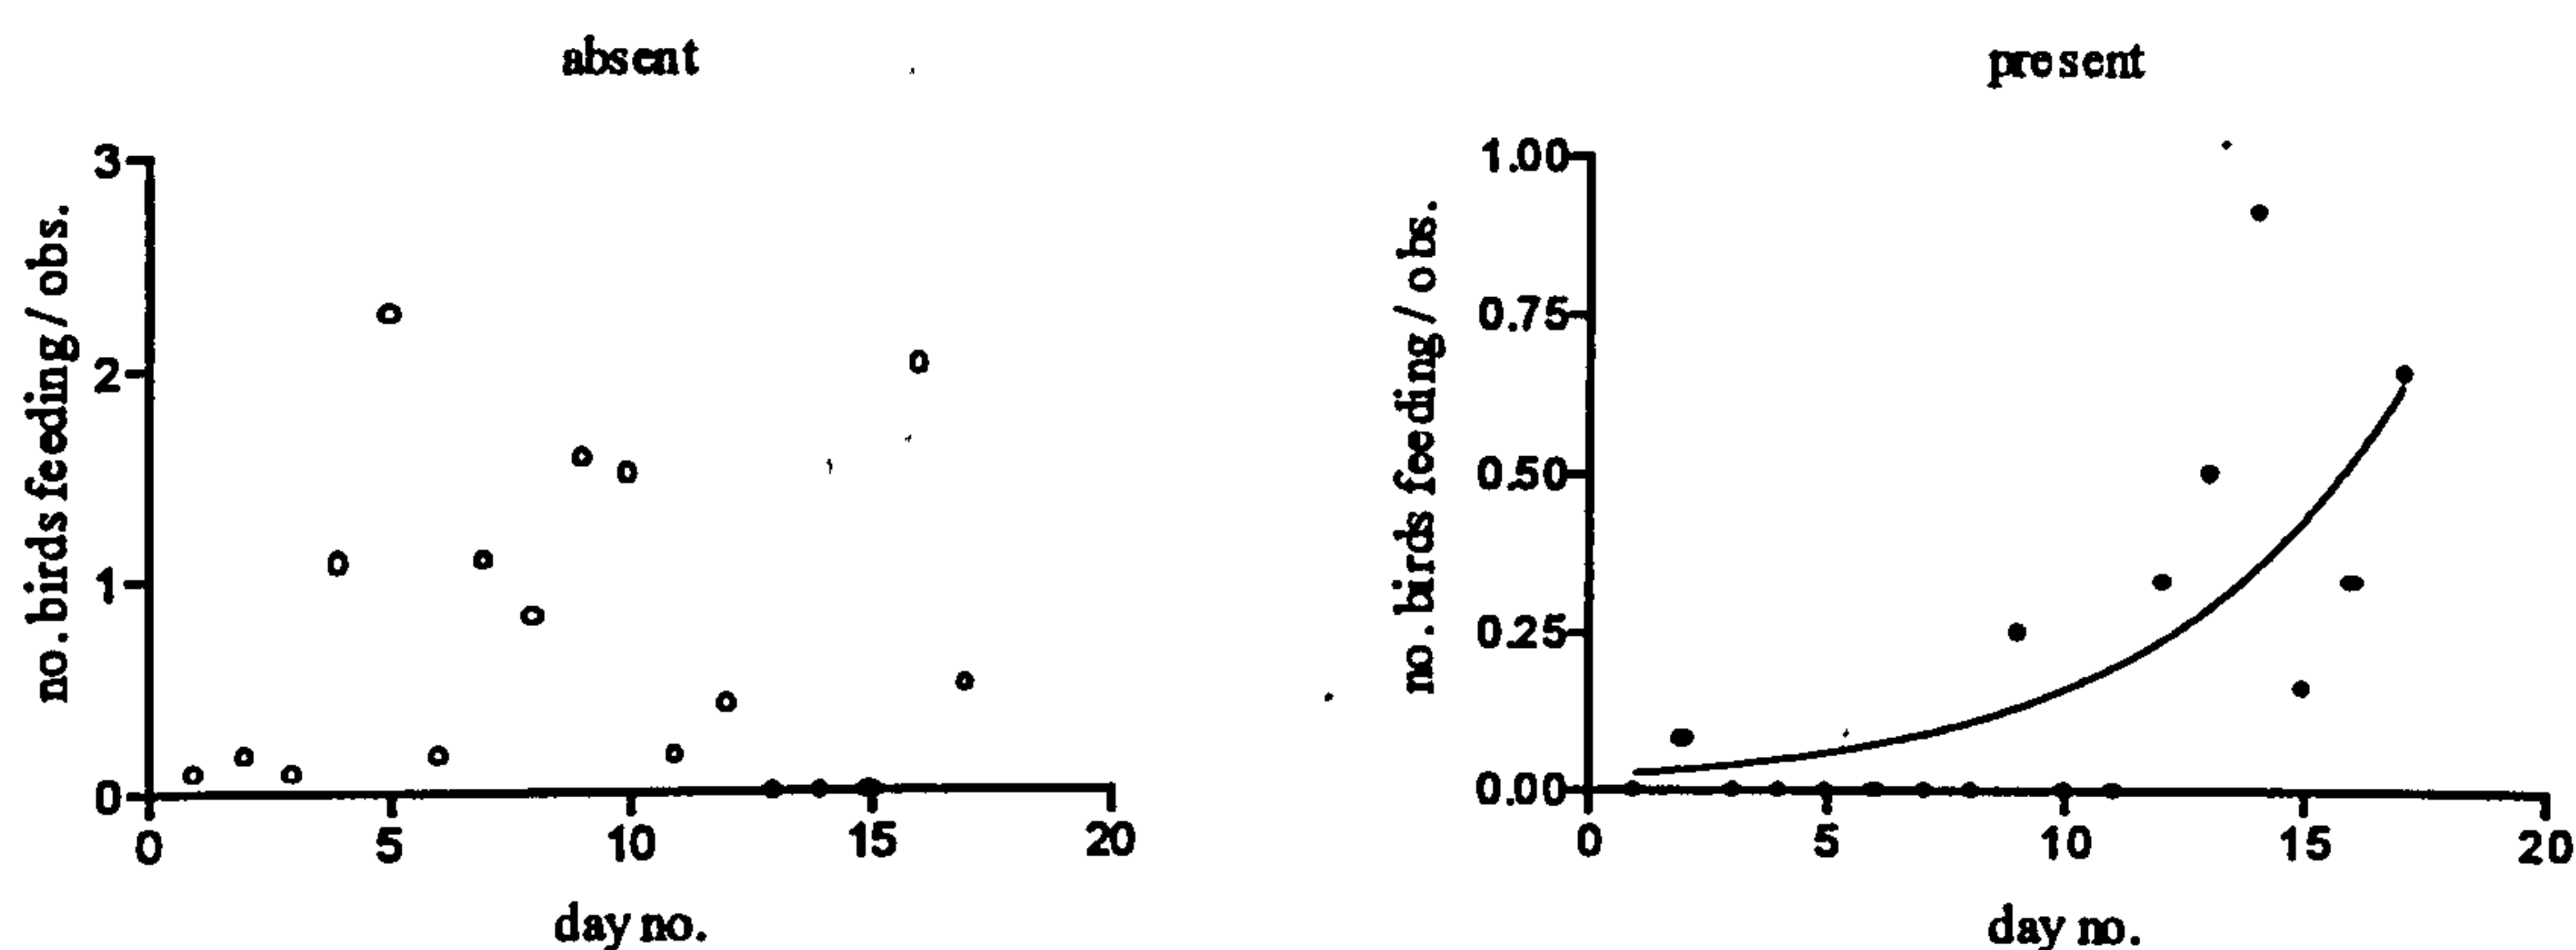 absent
3
2
1
0
0 5 10 15 20
no. birds feeding / obs.
day no.
present
1.00
0.75
0.50
0.25
0.00
0 5 10 15 20
no. birds feeding / obs.
day no.